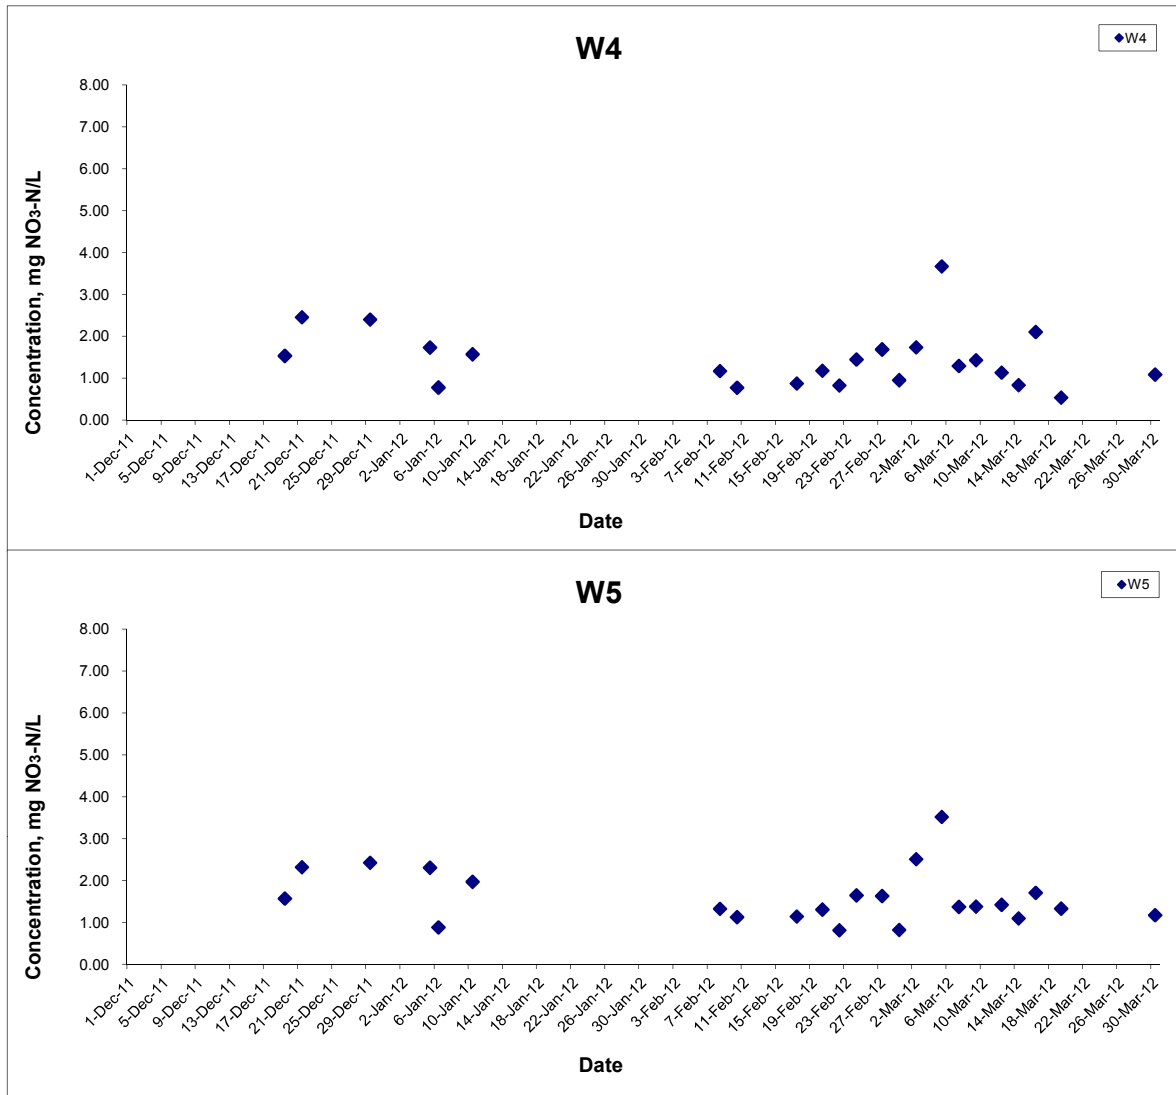 W4
W4
8.00
7.00
6.00
5.00
4.00
3.00
2.00
1.00
0.00
Concentration, mg NO3-N/L
1-Dec-11
5-Dec-11
9-Dec-11
13-Dec-11
17-Dec-11
21-Dec-11
25-Dec-11
29-Dec-11
2-Jan-12
6-Jan-12
10-Jan-12
14-Jan-12
18-Jan-12
22-Jan-12
26-Jan-12
30-Jan-12
3-Feb-12
7-Feb-12
11-Feb-12
15-Feb-12
19-Feb-12
23-Feb-12
27-Feb-12
2-Mar-12
6-Mar-12
10-Mar-12
14-Mar-12
18-Mar-12
22-Mar-12
26-Mar-12
30-Mar-12
Date
W5
W5
8.00
7.00
6.00
5.00
4.00
3.00
2.00
1.00
0.00
Concentration, mg NO3-N/L
1-Dec-11
5-Dec-11
9-Dec-11
13-Dec-11
17-Dec-11
21-Dec-11
25-Dec-11
29-Dec-11
2-Jan-12
6-Jan-12
10-Jan-12
14-Jan-12
18-Jan-12
22-Jan-12
26-Jan-12
30-Jan-12
3-Feb-12
7-Feb-12
11-Feb-12
15-Feb-12
19-Feb-12
23-Feb-12
27-Feb-12
2-Mar-12
6-Mar-12
10-Mar-12
14-Mar-12
18-Mar-12
22-Mar-12
26-Mar-12
30-Mar-12
Date